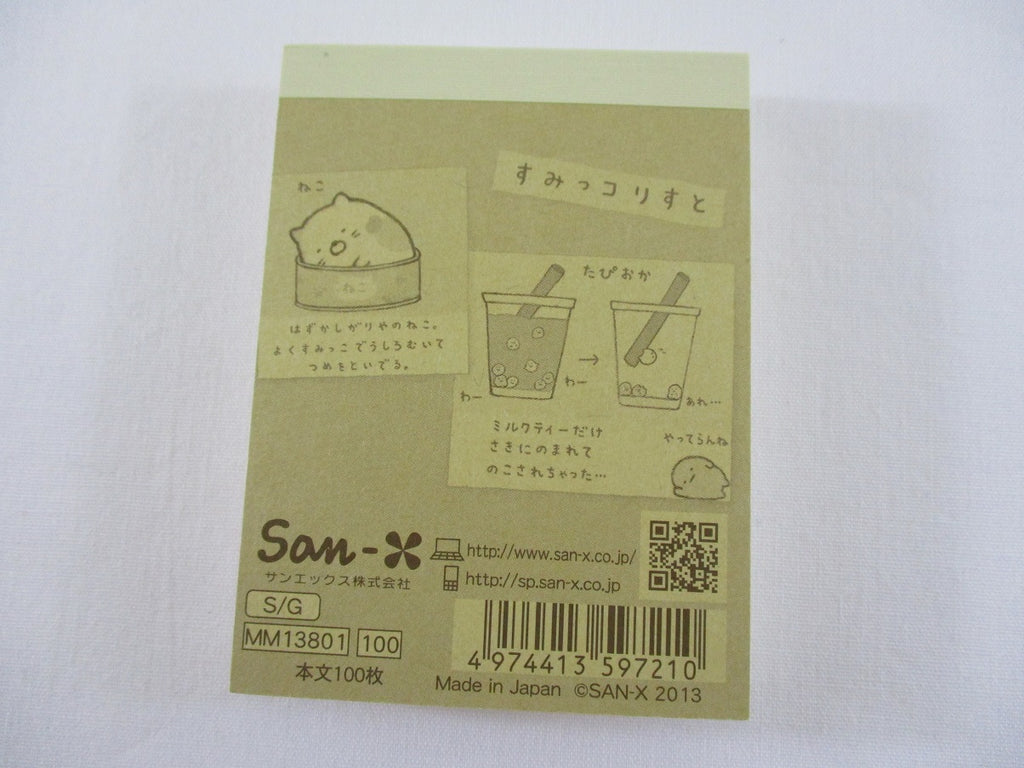 すみっコりすと
ねこ
ねこ
はずかしがりやのねこ。
よくすみっこでうしろむいて
つめをといでる。
たぴおか
→
わー
わー
あれ…
ミルクティーだけ
さきにのまれて
のこされちゃった…
やってらんね
San-X
サンエックス株式会社
http://www.san-x.co.jp/
http://sp.san-x.co.jp
S/G
MM13801 100
本文100枚
4 974413 597210
Made in Japan ©SAN-X 2013